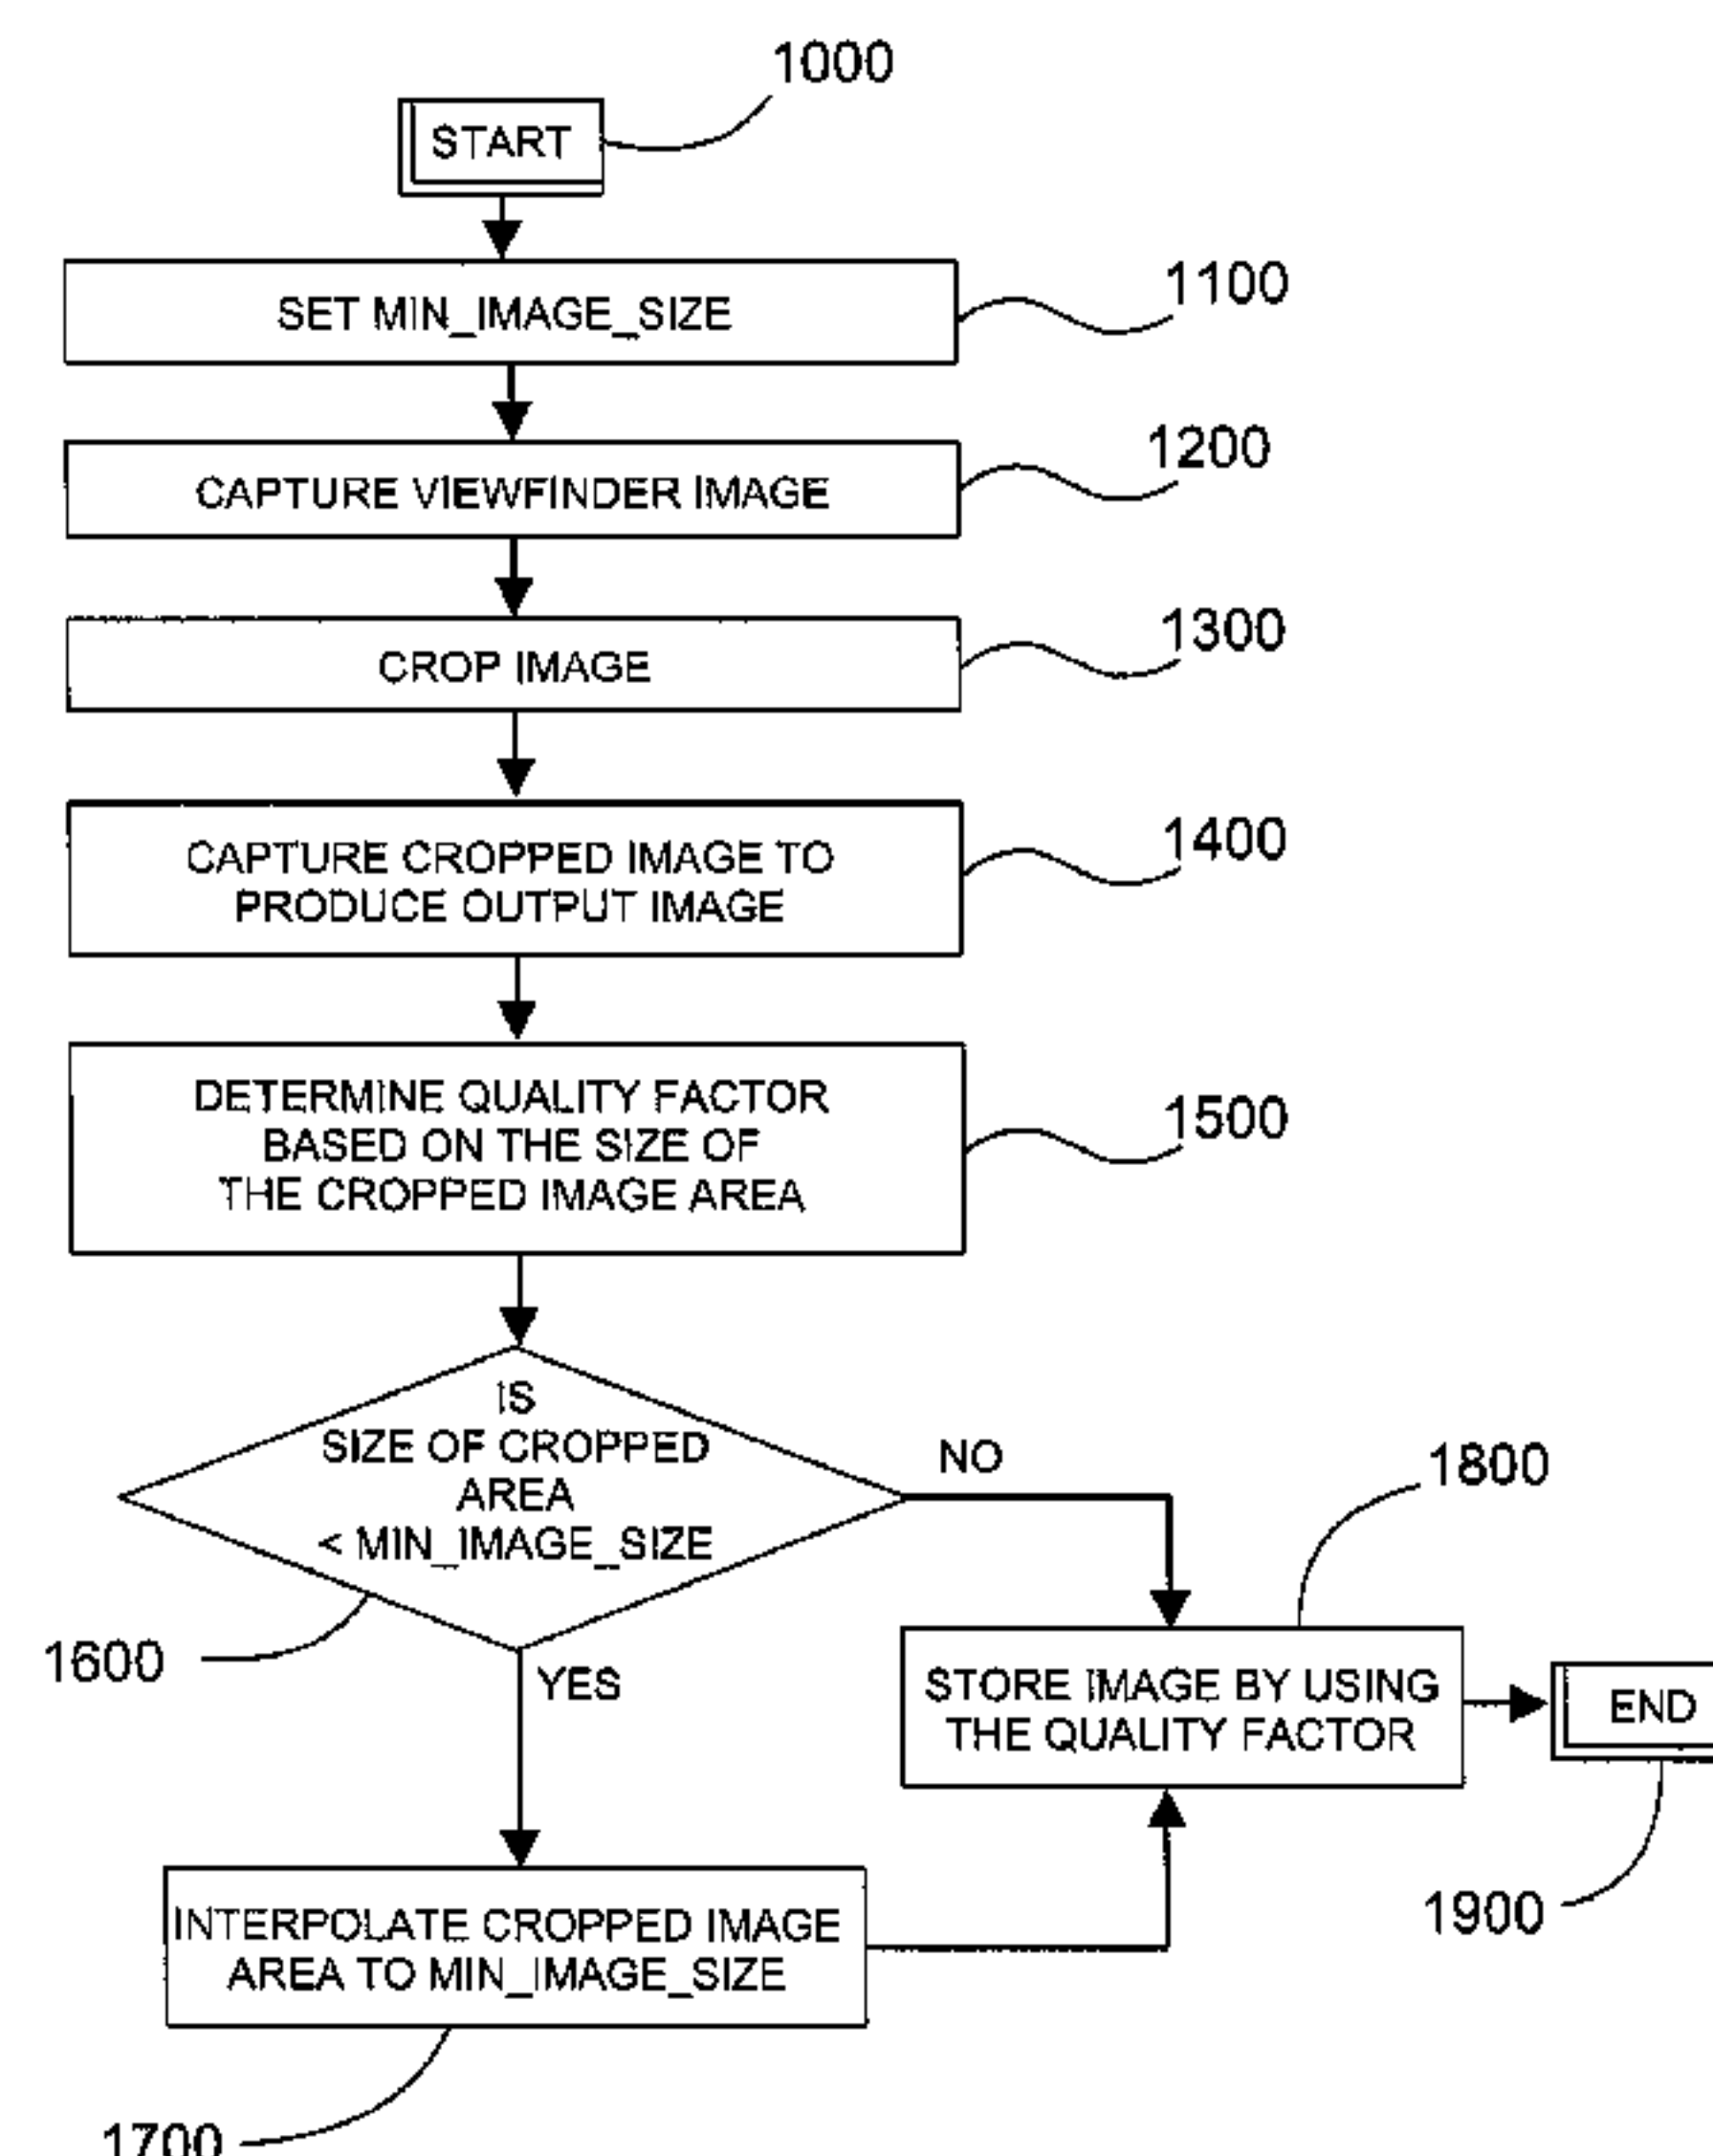 1000
START
1100
SET MIN_IMAGE_SIZE
1200
CAPTURE VIEWFINDER IMAGE
1300
CROP IMAGE
1400
CAPTURE CROPPED IMAGE TO
PRODUCE OUTPUT IMAGE
1500
DETERMINE QUALITY FACTOR
BASED ON THE SIZE OF
THE CROPPED IMAGE AREA
IS
SIZE OF CROPPED
AREA
< MIN_IMAGE_SIZE
NO
1800
1600
YES
STORE IMAGE BY USING
THE QUALITY FACTOR
END
1900
INTERPOLATE CROPPED IMAGE
AREA TO MIN_IMAGE_SIZE
1700